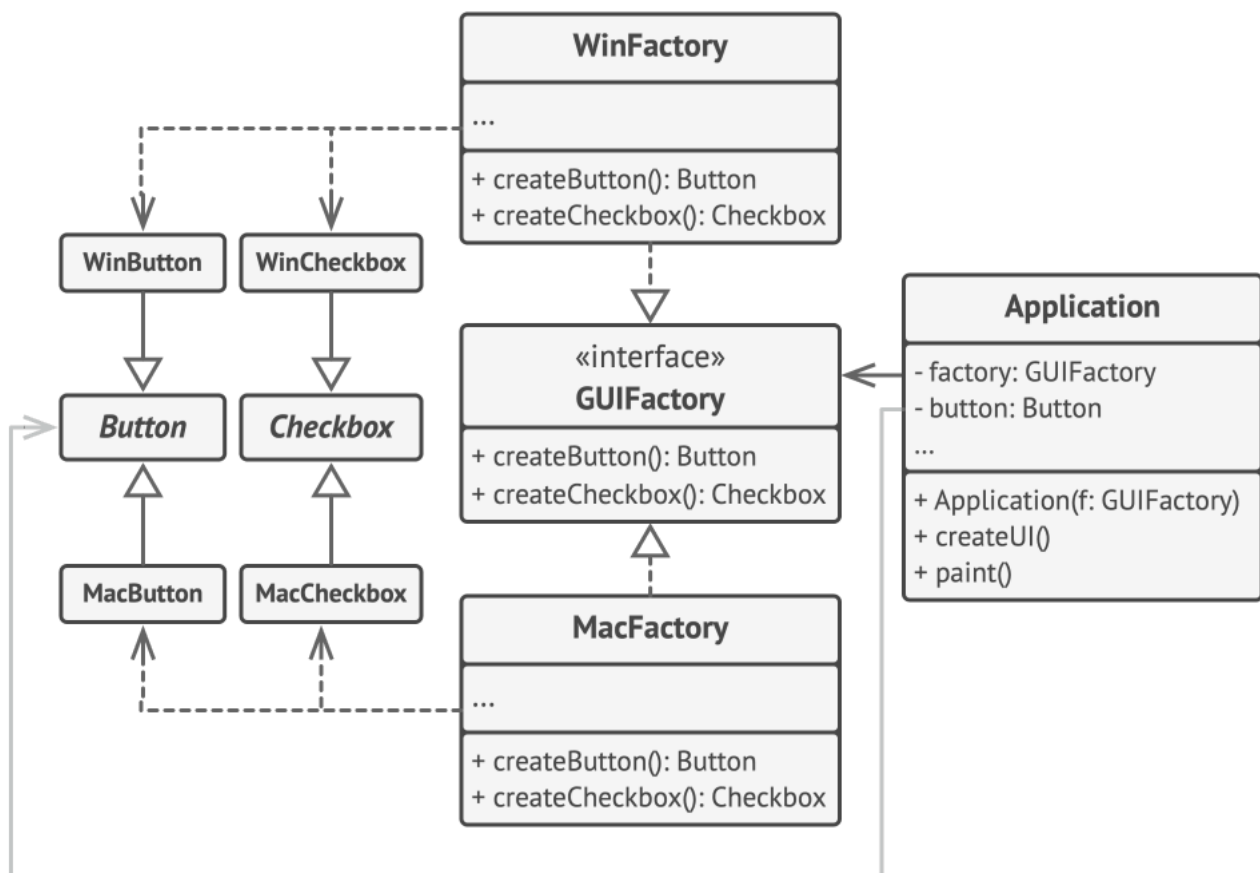 WinFactory
...
+ createButton(): Button
+ createCheckbox(): Checkbox
WinButton
WinCheckbox
Button
Checkbox
MacButton
MacCheckbox
«interface»
GUIFactory
+ createButton(): Button
+ createCheckbox(): Checkbox
Application
- factory: GUIFactory
- button: Button
...
+ Application(f: GUIFactory)
+ createUI()
+ paint()
MacFactory
...
+ createButton(): Button
+ createCheckbox(): Checkbox